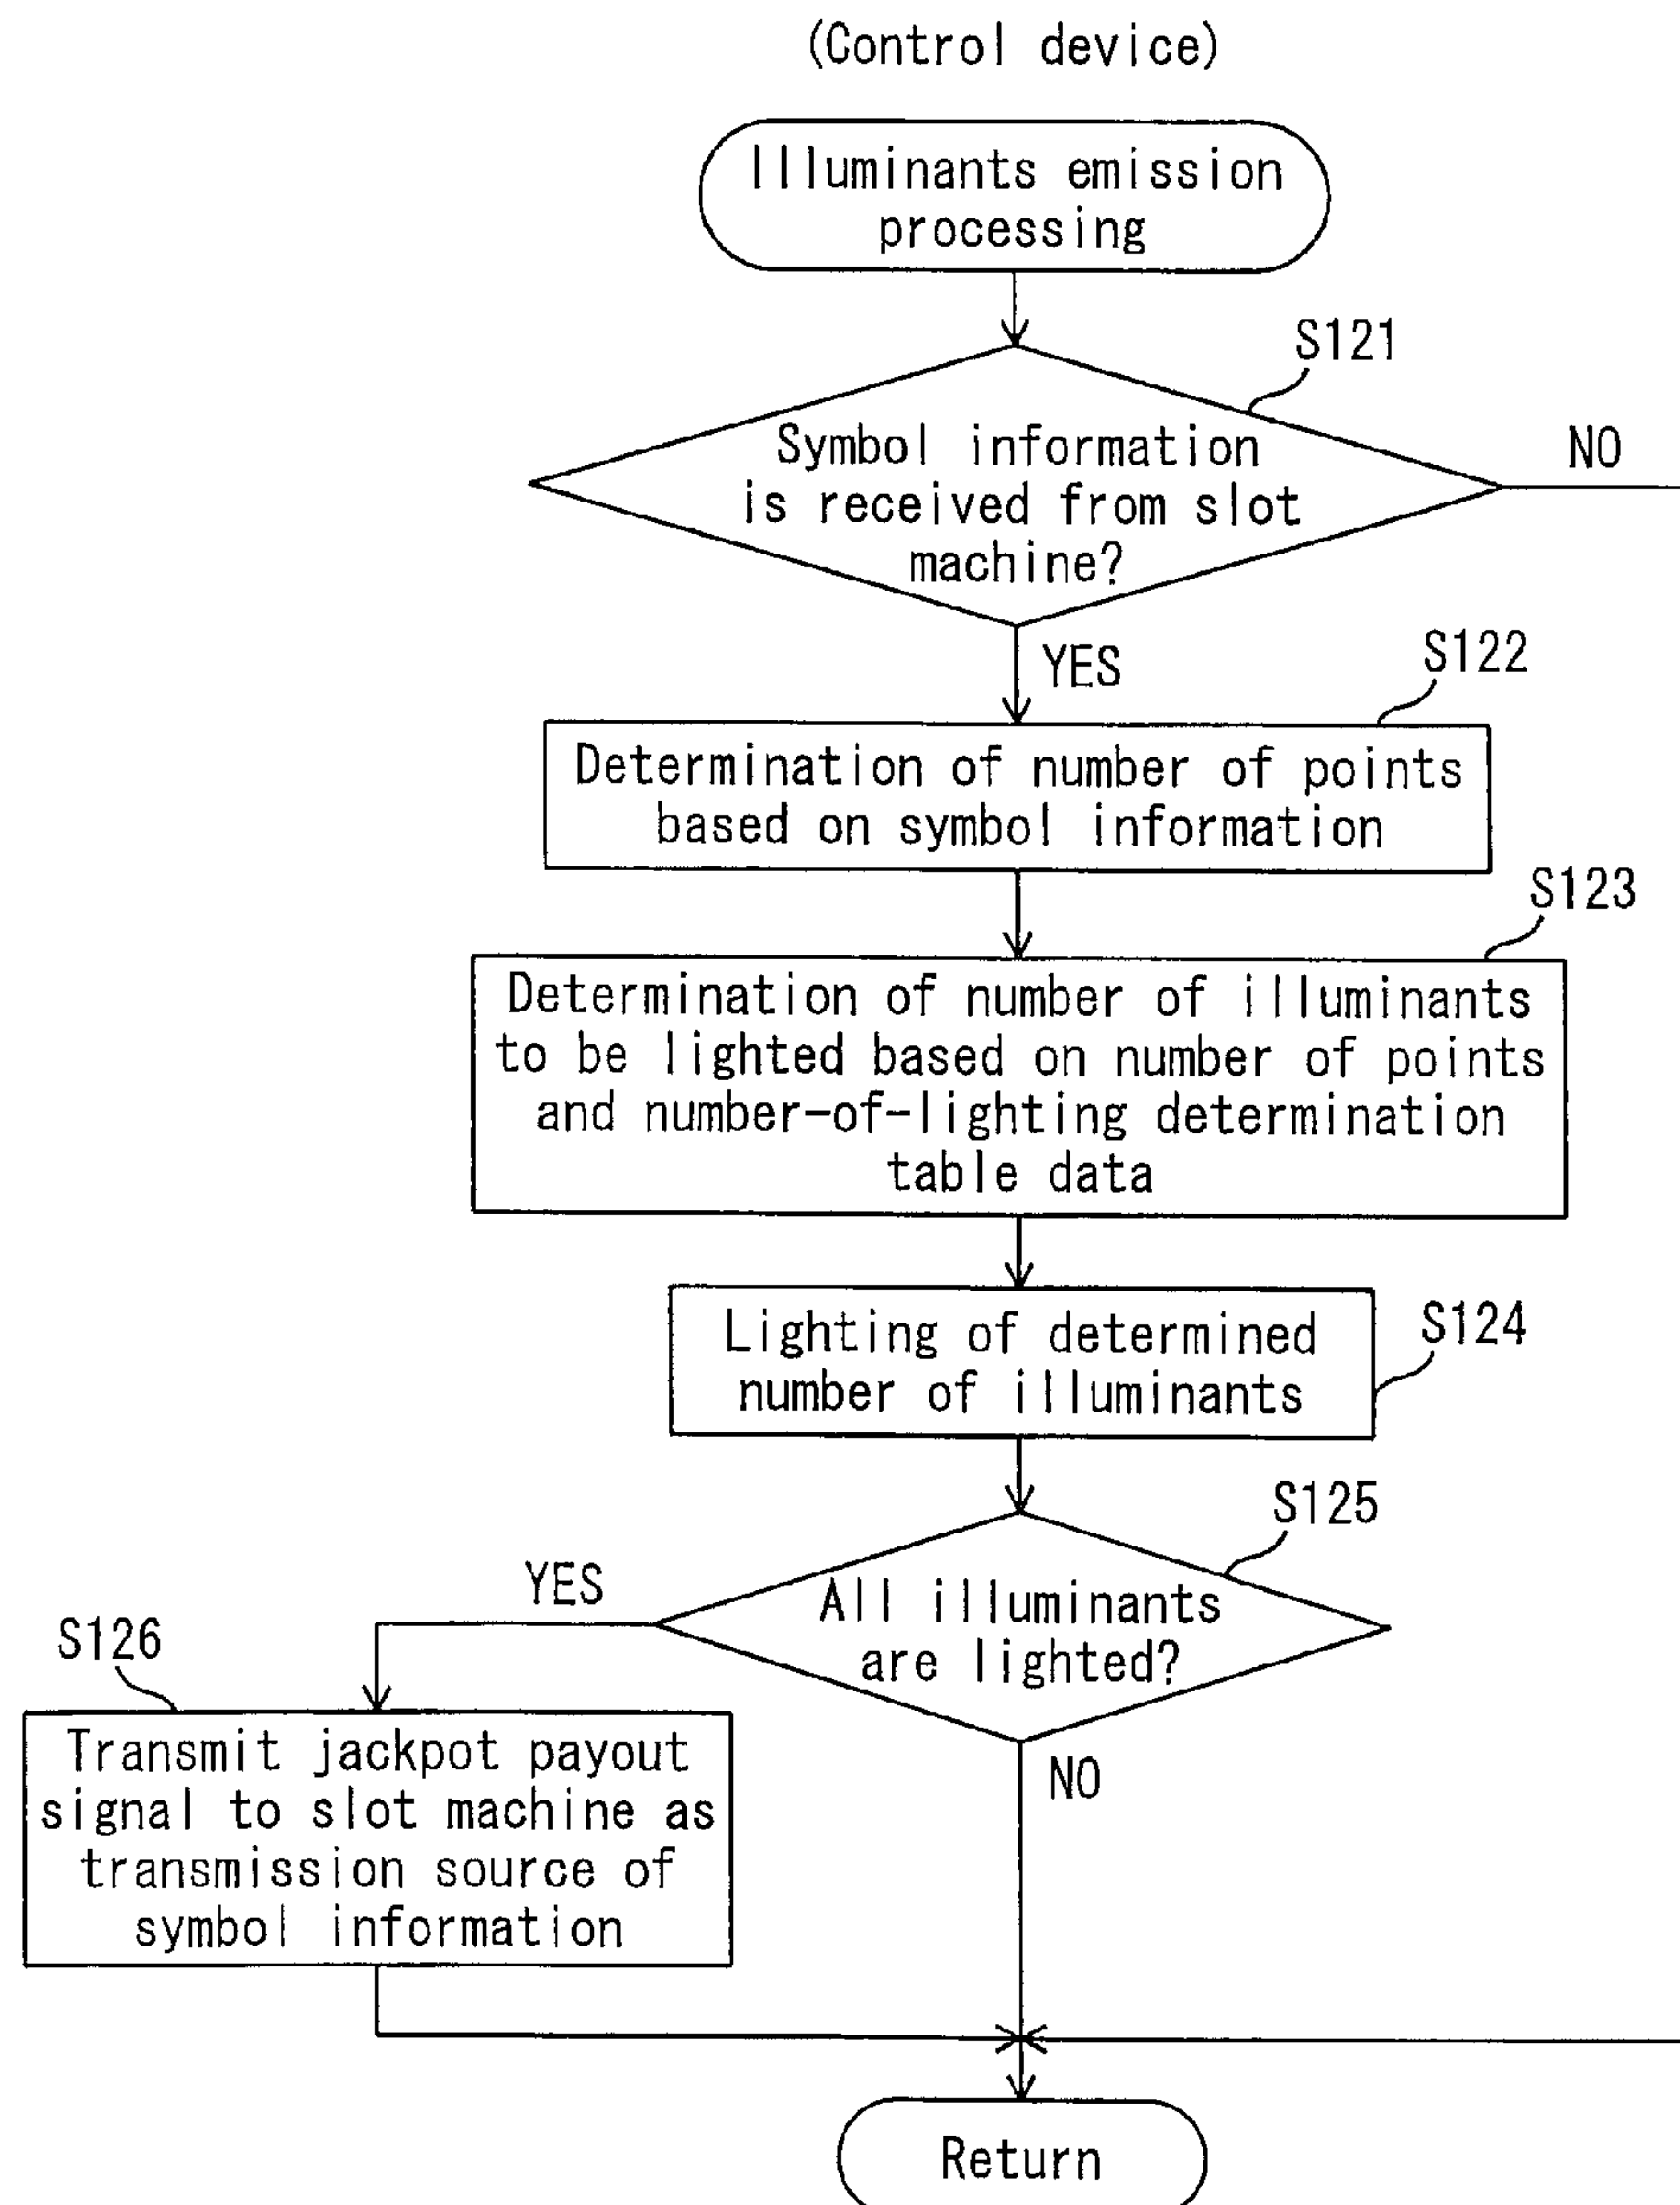 (Control device)
Illuminants emission
processing
S121
Symbol information
is received from slot
machine?
NO
YES
S122
Determination of number of points
based on symbol information
S123
Determination of number of illuminants
to be lighted based on number of points
and number-of-lighting determination
table data
Lighting of determined
number of illuminants
S124
S125
All illuminants
are lighted?
YES
S126
Transmit jackpot payout
signal to slot machine as
transmission source of
symbol information
NO
Return